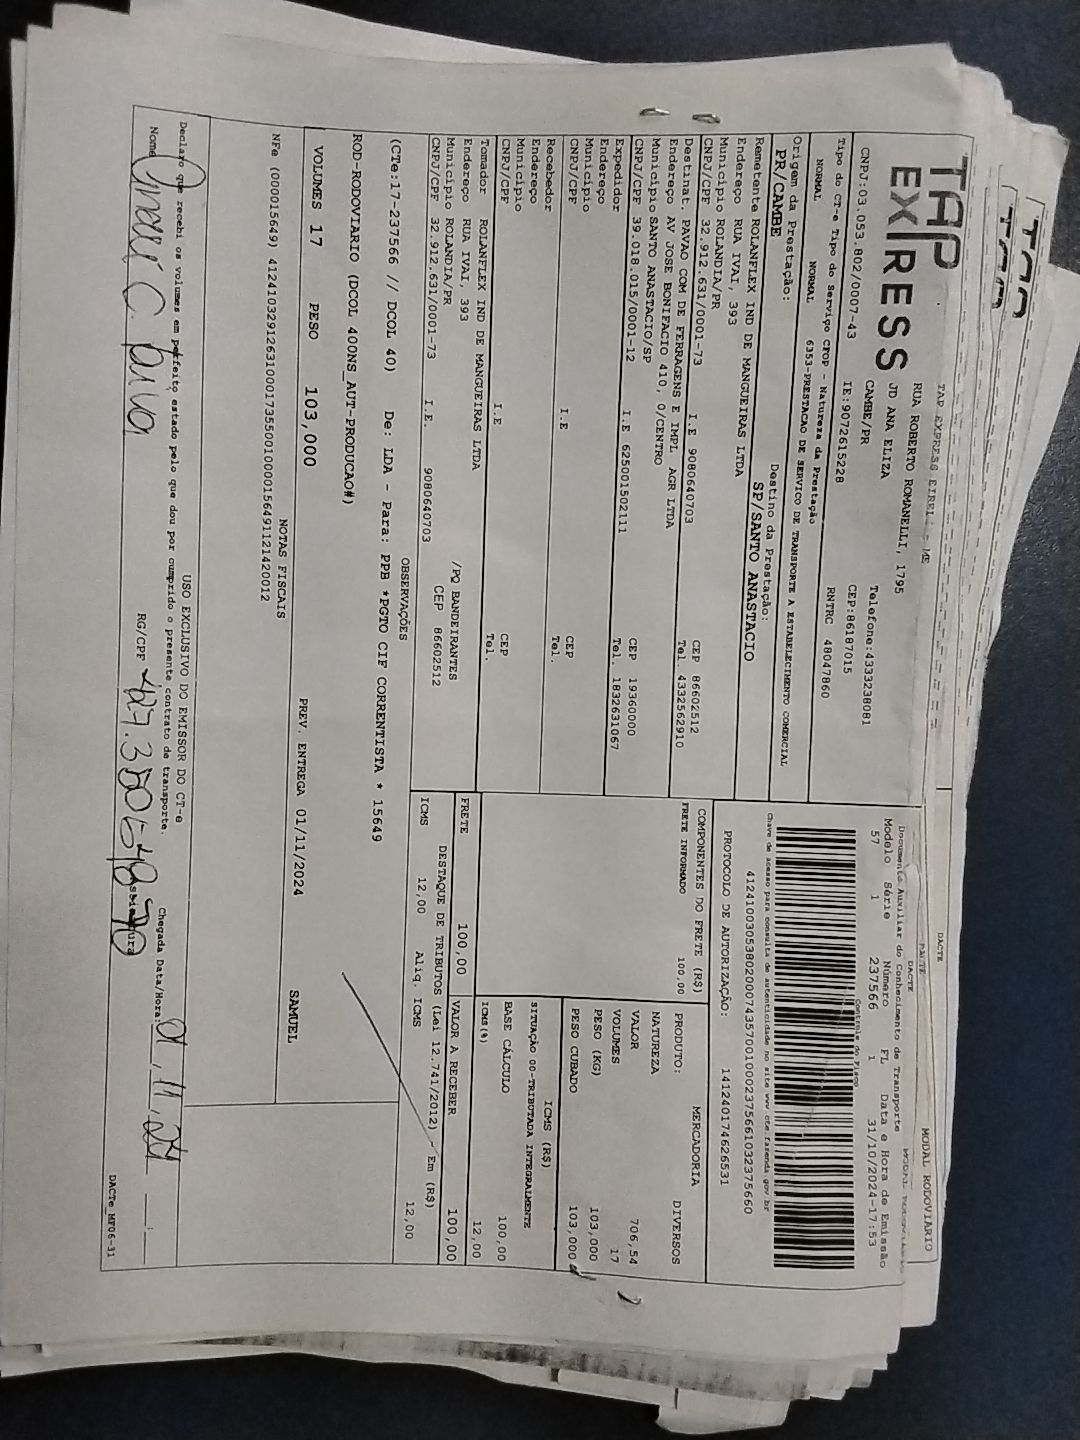 TAP
EXPRESS
TAP EXPRESS EIRELI - ME
RUA ROBERTO ROMANELLI, 1795
JD ANA ELIZA
CAMBE/PR
Telefone:4333238081
CEP:86187015
CNPJ:03.053.802/0007-43 IE:9072615228 RNTRC 48047860
Tipo do CT-e Tipo do Serviço CFOP - Natureza da Prestação
NORMAL NORMAL 6353-PRESTACAO DE SERVICO DE TRANSPORTE A ESTABELECIMENTO COMERCIAL
Origem da Prestação: Destino da Prestação:
PR/CAMBE SP/SANTO ANASTACIO
Remetente ROLANFLEX IND DE MANGUEIRAS LTDA
Endereço RUA IVAI, 393
Município ROLANDIA/PR CEP 86602512
CNPJ/CPF 32.912.631/0001-73 I.E 9080640703 Tel. 4332562910
Destinat. PAVAO COM DE FERRAGENS E IMPL AGR LTDA
Endereço AV JOSE BONIFACIO 410, 0/CENTRO
Município SANTO ANASTACIO/SP CEP 19360000
CNPJ/CPF 39.018.015/0001-12 I.E 625001502111 Tel. 1832631067
Expedidor
Endereço
Município CEP
CNPJ/CPF I.E Tel.
Recebedor
Endereço
Município CEP
CNPJ/CPF I.E Tel.
Tomador ROLANFLEX IND DE MANGUEIRAS LTDA
Endereço RUA IVAI, 393 /PQ BANDEIRANTES
Município ROLANDIA/PR CEP 86602512
CNPJ/CPF 32.912.631/0001-73 I.E. 9080640703
DACTE
MODAL RODOVIARIO
Documento Auxiliar do Conhecimento de Transporte
Modelo Série Número FL Data e Hora de Emissão
57 1 237566 1 31/10/2024-17:53
Controle do Fisco
Chave de acesso para consulta de autenticidade no site www.cte.fazenda.gov.br
41241003053802000743570010002375661032375660
PROTOCOLO DE AUTORIZAÇÃO: 141240174626531
COMPONENTES DO FRETE (R$)
FRETE INFORMADO 100,00
MERCADORIA
PRODUTO: DIVERSOS
NATUREZA
VALOR 706,54
VOLUMES 17
PESO (KG) 103,000
PESO CUBADO 103,000
ICMS (R$)
SITUAÇÃO 00-TRIBUTADA INTEGRALMENTE
BASE CÁLCULO 100,00
ICMS(%) 12,00
FRETE 100,00 VALOR A RECEBER 100,00
DESTAQUE DE TRIBUTOS (Lei 12.741/2012) - Em (R$)
ICMS 12,00 Aliq. ICMS 12,00
OBSERVAÇÕES
(CTe:17-237566 // DCOL 40) De: LDA - Para: PPB *PGTO CIF CORRENTISTA * 15649
ROD-RODOVIARIO (DCOL 400NS_AUT-PRODUCAO#)
VOLUMES 17 PESO 103,000 PREV. ENTREGA 01/11/2024 SAMUEL
NOTAS FISCAIS
NFe (000015649) 41241032912631000173550010000156491121420012
USO EXCLUSIVO DO EMISSOR DO CT-e
Declaro que recebi os volumes em perfeito estado pelo que dou por cumprido o presente contrato de transporte.
Chegada Data/Hora: 01/11/24
Nome RG/CPF Assinatura
DACTe_MF06-31